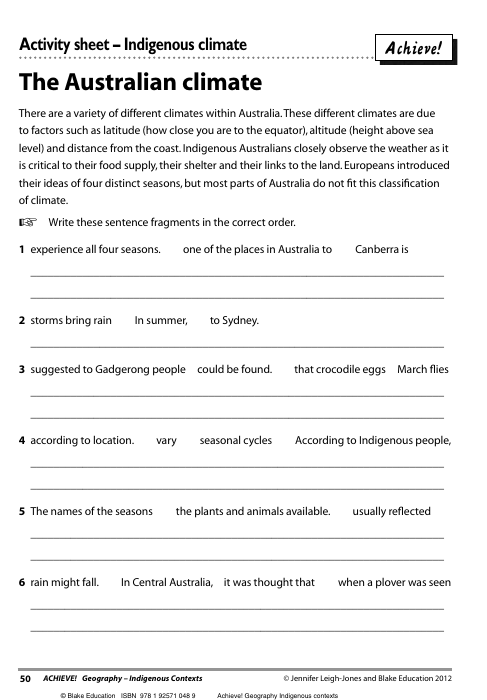 Activity sheet – Indigenous climate
Achieve!
The Australian climate
There are a variety of different climates within Australia. These different climates are due
to factors such as latitude (how close you are to the equator), altitude (height above sea
level) and distance from the coast. Indigenous Australians closely observe the weather as it
is critical to their food supply, their shelter and their links to the land. Europeans introduced
their ideas of four distinct seasons, but most parts of Australia do not fit this classification
of climate.
Write these sentence fragments in the correct order.
1 experience all four seasons. one of the places in Australia to Canberra is
2 storms bring rain In summer, to Sydney.
3 suggested to Gadgerong people could be found. that crocodile eggs March flies
4 according to location. vary seasonal cycles According to Indigenous people,
5 The names of the seasons the plants and animals available. usually reflected
6 rain might fall. In Central Australia, it was thought that when a plover was seen
50 ACHIEVE! Geography – Indigenous Contexts © Jennifer Leigh-Jones and Blake Education 2012
© Blake Education ISBN 978 1 92571 048 9 Achieve! Geography Indigenous contexts